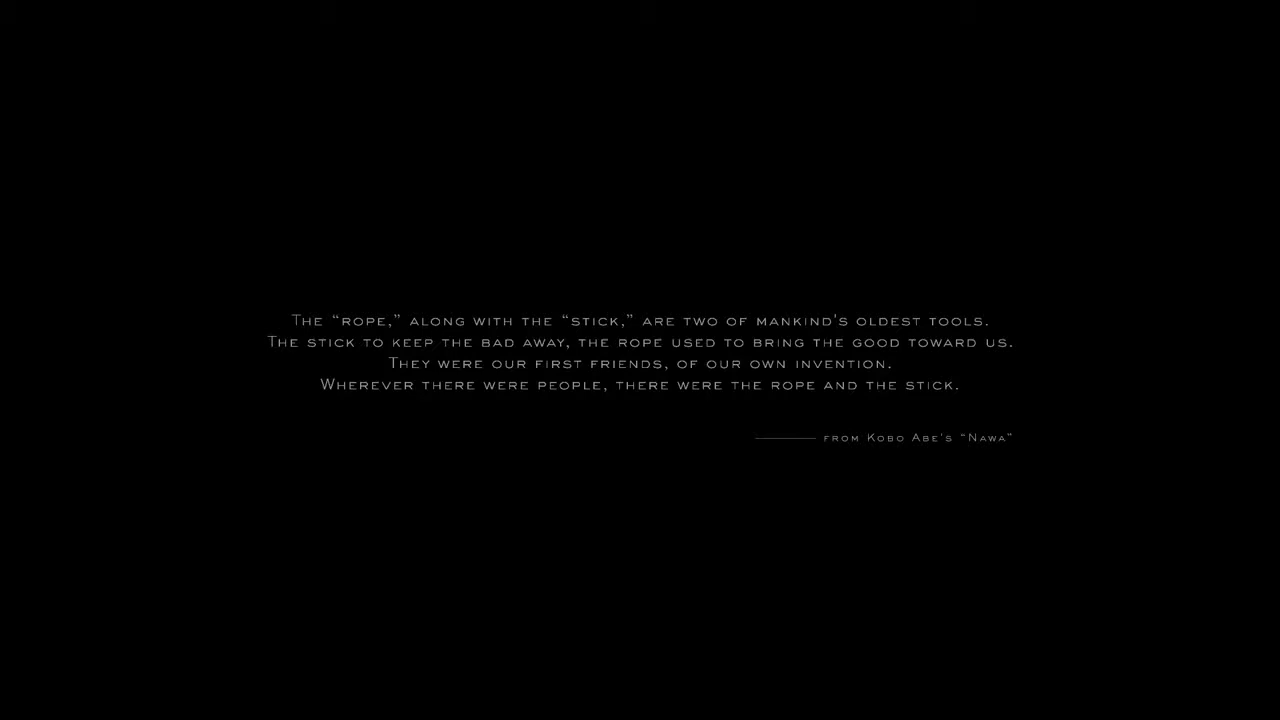 The “rope,” along with the “stick,” are two of mankind's oldest tools.
The stick to keep the bad away, the rope used to bring the good toward us.
They were our first friends, of our own invention.
Wherever there were people, there were the rope and the stick.
from Kobo Abe's “Nawa”